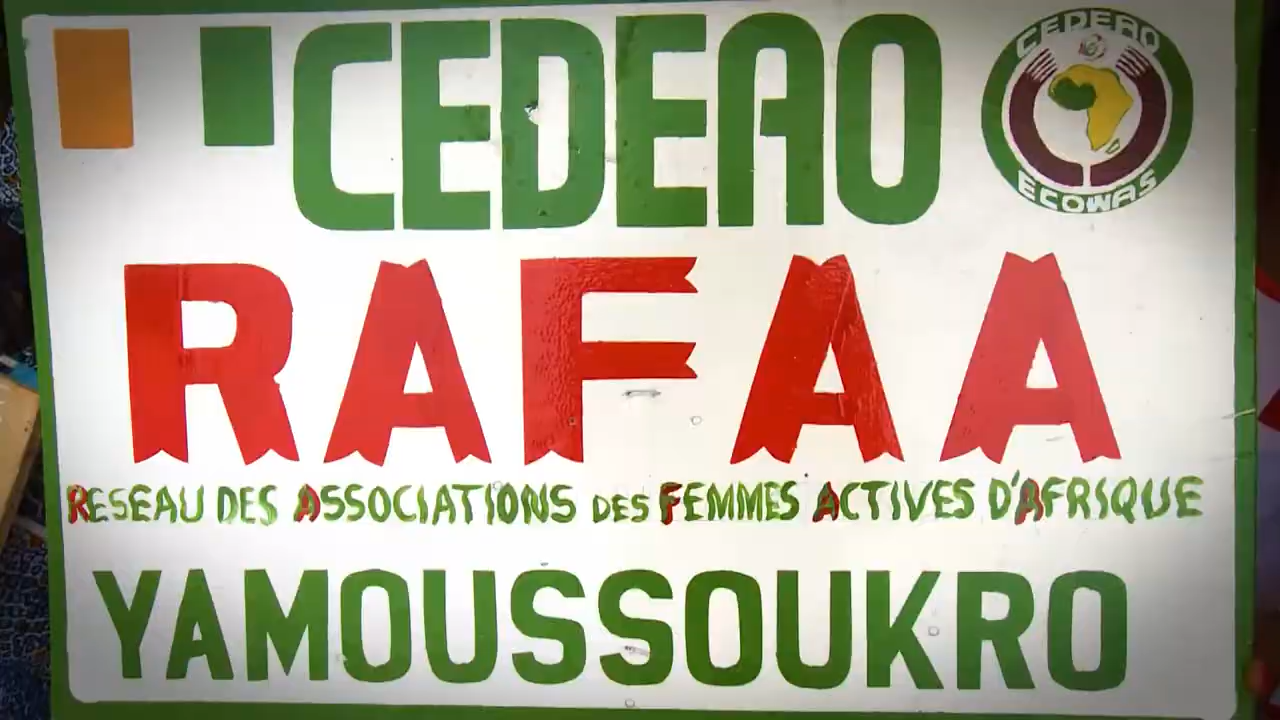 CEDEAO
CEDEAO
ECOWAS
RAFAA
RESEAU DES ASSOCIATIONS DES FEMMES ACTIVES D'AFRIQUE
YAMOUSSOUKRO